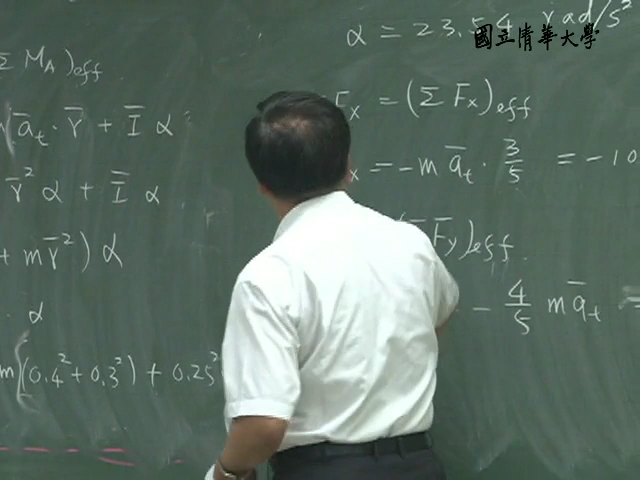 Σ M_A)eff
ā_t · r̄ + Ī α
r̄² α + Ī α
+ m r̄²) α
α
m((0.4² + 0.3²) + 0.25²
α = 23.54 rad/s²
國立清華大學
F_x = (Σ F_x)eff
x = -m ā_t · 3/5 = -10
F_y)eff
- 4/5 m ā_t =